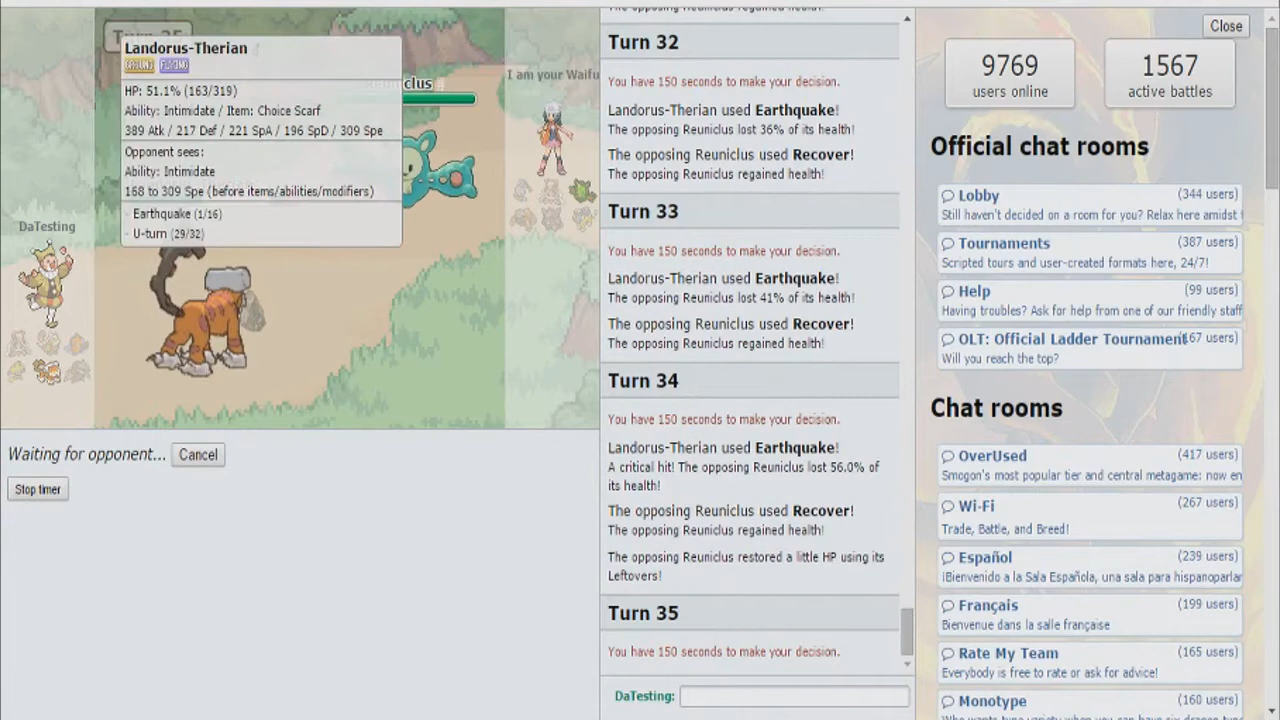 Landorus-Therian
GROUND FLYING
HP: 51.1% (163/319)
Ability: Intimidate / Item: Choice Scarf
389 Atk / 217 Def / 221 SpA / 196 SpD / 309 Spe
Opponent sees:
Ability: Intimidate
168 to 309 Spe (before items/abilities/modifiers)
· Earthquake (1/16)
· U-turn (29/32)
I am your Waifu
DaTesting
Waiting for opponent... Cancel
Stop timer
The opposing Reuniclus regained health!
Turn 32
You have 150 seconds to make your decision.
Landorus-Therian used Earthquake!
The opposing Reuniclus lost 36% of its health!
The opposing Reuniclus used Recover!
The opposing Reuniclus regained health!
Turn 33
You have 150 seconds to make your decision.
Landorus-Therian used Earthquake!
The opposing Reuniclus lost 41% of its health!
The opposing Reuniclus used Recover!
The opposing Reuniclus regained health!
Turn 34
You have 150 seconds to make your decision.
Landorus-Therian used Earthquake!
A critical hit! The opposing Reuniclus lost 56.0% of
its health!
The opposing Reuniclus used Recover!
The opposing Reuniclus regained health!
The opposing Reuniclus restored a little HP using its
Leftovers!
Turn 35
You have 150 seconds to make your decision.
DaTesting:
Close
9769
users online
1567
active battles
Official chat rooms
Lobby (344 users)
Still haven't decided on a room for you? Relax here amidst
Tournaments (387 users)
Scripted tours and user-created formats here, 24/7!
Help (99 users)
Having troubles? Ask for help from one of our friendly staff
OLT: Official Ladder Tournament 167 users)
Will you reach the top?
Chat rooms
OverUsed (417 users)
Smogon's most popular tier and central metagame: now en
Wi-Fi (267 users)
Trade, Battle, and Breed!
Español (239 users)
¡Bienvenido a la Sala Española, una sala para hispanoparlar
Français (199 users)
Bienvenue dans la salle française
Rate My Team (165 users)
Everybody is free to rate or ask for advice!
Monotype (160 users)